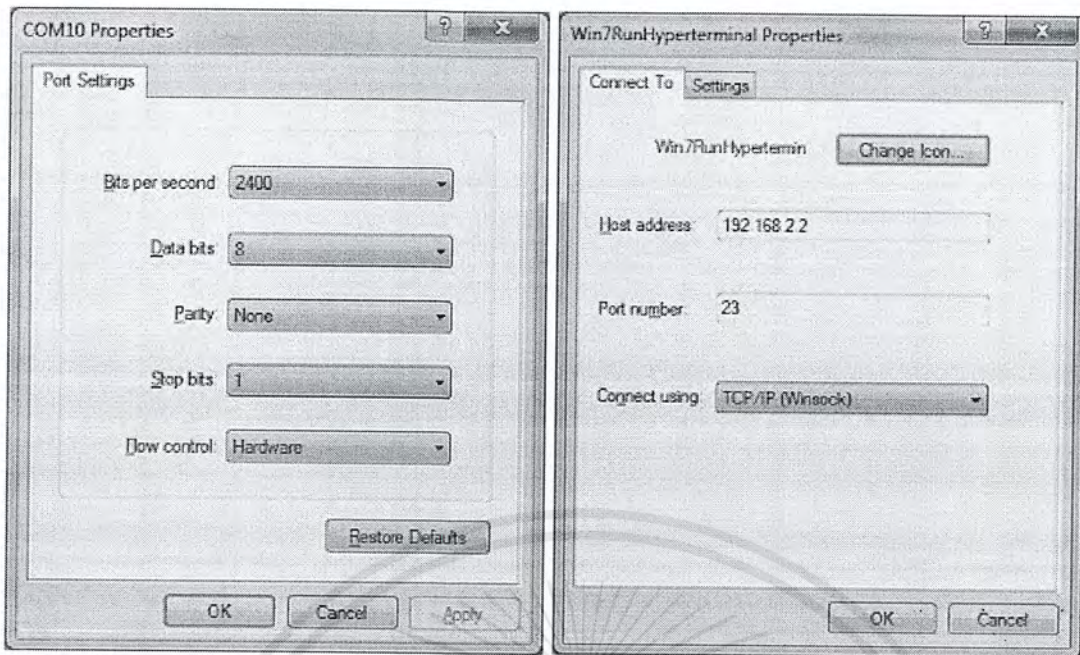 COM10 Properties
Port Settings
Bits per second: 2400
Data bits: 8
Parity: None
Stop bits: 1
Flow control: Hardware
Restore Defaults
OK Cancel Apply
Win7RunHyperterminal Properties
Connect To Settings
Win7RunHypertermin Change Icon...
Host address: 192.168.2.2
Port number: 23
Connect using: TCP/IP (Winsock)
OK Cancel